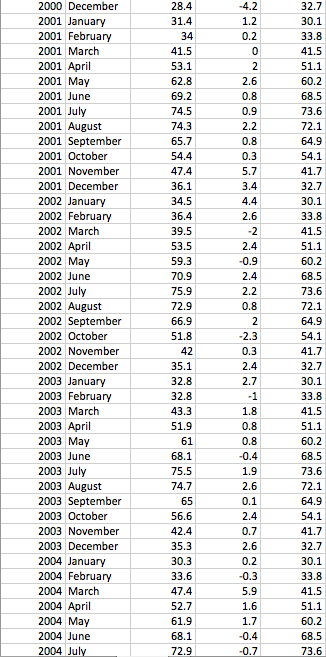 2000 December 28.4 -4.2 32.7
2001 January 31.4 1.2 30.1
2001 February 34 0.2 33.8
2001 March 41.5 0 41.5
2001 April 53.1 2 51.1
2001 May 62.8 2.6 60.2
2001 June 69.2 0.8 68.5
2001 July 74.5 0.9 73.6
2001 August 74.3 2.2 72.1
2001 September 65.7 0.8 64.9
2001 October 54.4 0.3 54.1
2001 November 47.4 5.7 41.7
2001 December 36.1 3.4 32.7
2002 January 34.5 4.4 30.1
2002 February 36.4 2.6 33.8
2002 March 39.5 -2 41.5
2002 April 53.5 2.4 51.1
2002 May 59.3 -0.9 60.2
2002 June 70.9 2.4 68.5
2002 July 75.9 2.2 73.6
2002 August 72.9 0.8 72.1
2002 September 66.9 2 64.9
2002 October 51.8 -2.3 54.1
2002 November 42 0.3 41.7
2002 December 35.1 2.4 32.7
2003 January 32.8 2.7 30.1
2003 February 32.8 -1 33.8
2003 March 43.3 1.8 41.5
2003 April 51.9 0.8 51.1
2003 May 61 0.8 60.2
2003 June 68.1 -0.4 68.5
2003 July 75.5 1.9 73.6
2003 August 74.7 2.6 72.1
2003 September 65 0.1 64.9
2003 October 56.6 2.4 54.1
2003 November 42.4 0.7 41.7
2003 December 35.3 2.6 32.7
2004 January 30.3 0.2 30.1
2004 February 33.6 -0.3 33.8
2004 March 47.4 5.9 41.5
2004 April 52.7 1.6 51.1
2004 May 61.9 1.7 60.2
2004 June 68.1 -0.4 68.5
2004 July 72.9 -0.7 73.6